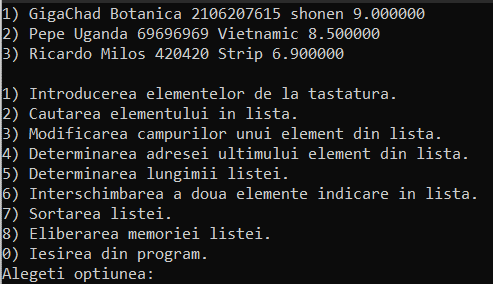 1) GigaChad Botanica 2106207615 shonen 9.000000
2) Pepe Uganda 69696969 Vietnamic 8.500000
3) Ricardo Milos 420420 Strip 6.900000
1) Introducerea elementelor de la tastatura.
2) Cautarea elementului in lista.
3) Modificarea campurilor unui element din lista.
4) Determinarea adresei ultimului element din lista.
5) Determinarea lungimii listei.
6) Interschimbarea a doua elemente indicare in lista.
7) Sortarea listei.
8) Eliberarea memoriei listei.
0) Iesirea din program.
Alegeti optiunea: